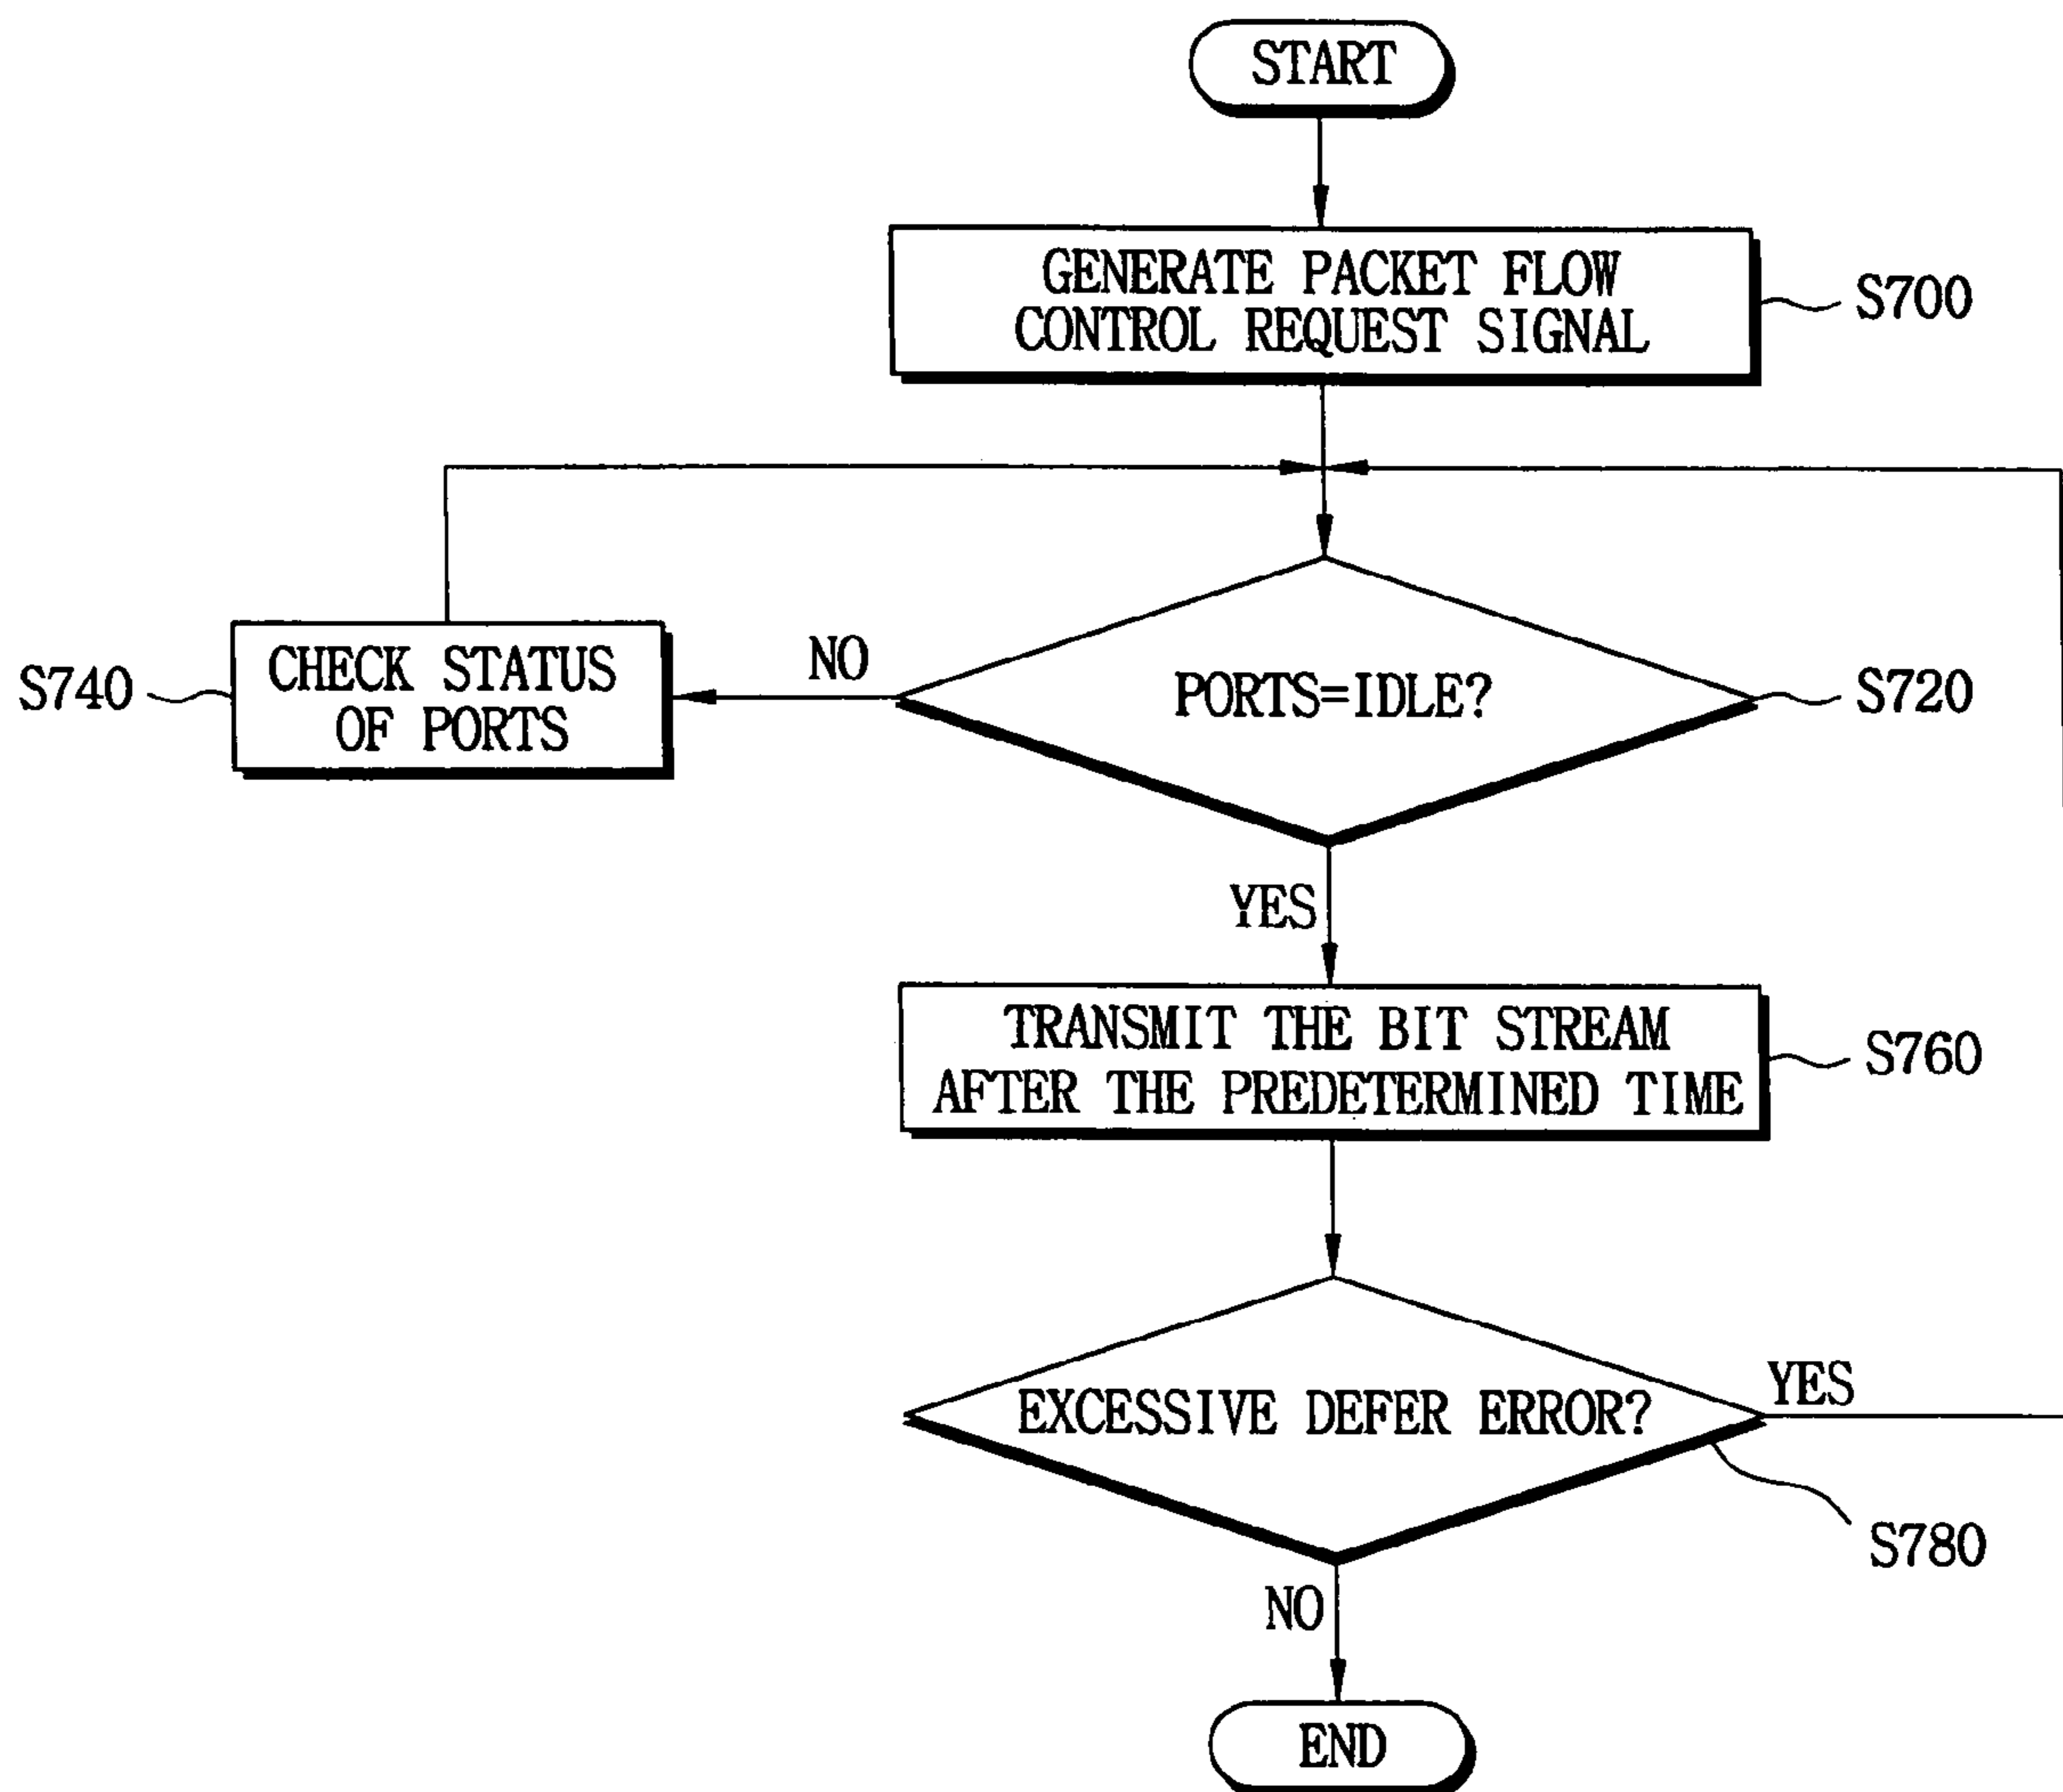 START
GENERATE PACKET FLOW
CONTROL REQUEST SIGNAL
S700
CHECK STATUS
OF PORTS
S740
NO
PORTS=IDLE?
S720
YES
TRANSMIT THE BIT STREAM
AFTER THE PREDETERMINED TIME
S760
EXCESSIVE DEFER ERROR?
YES
S780
NO
END